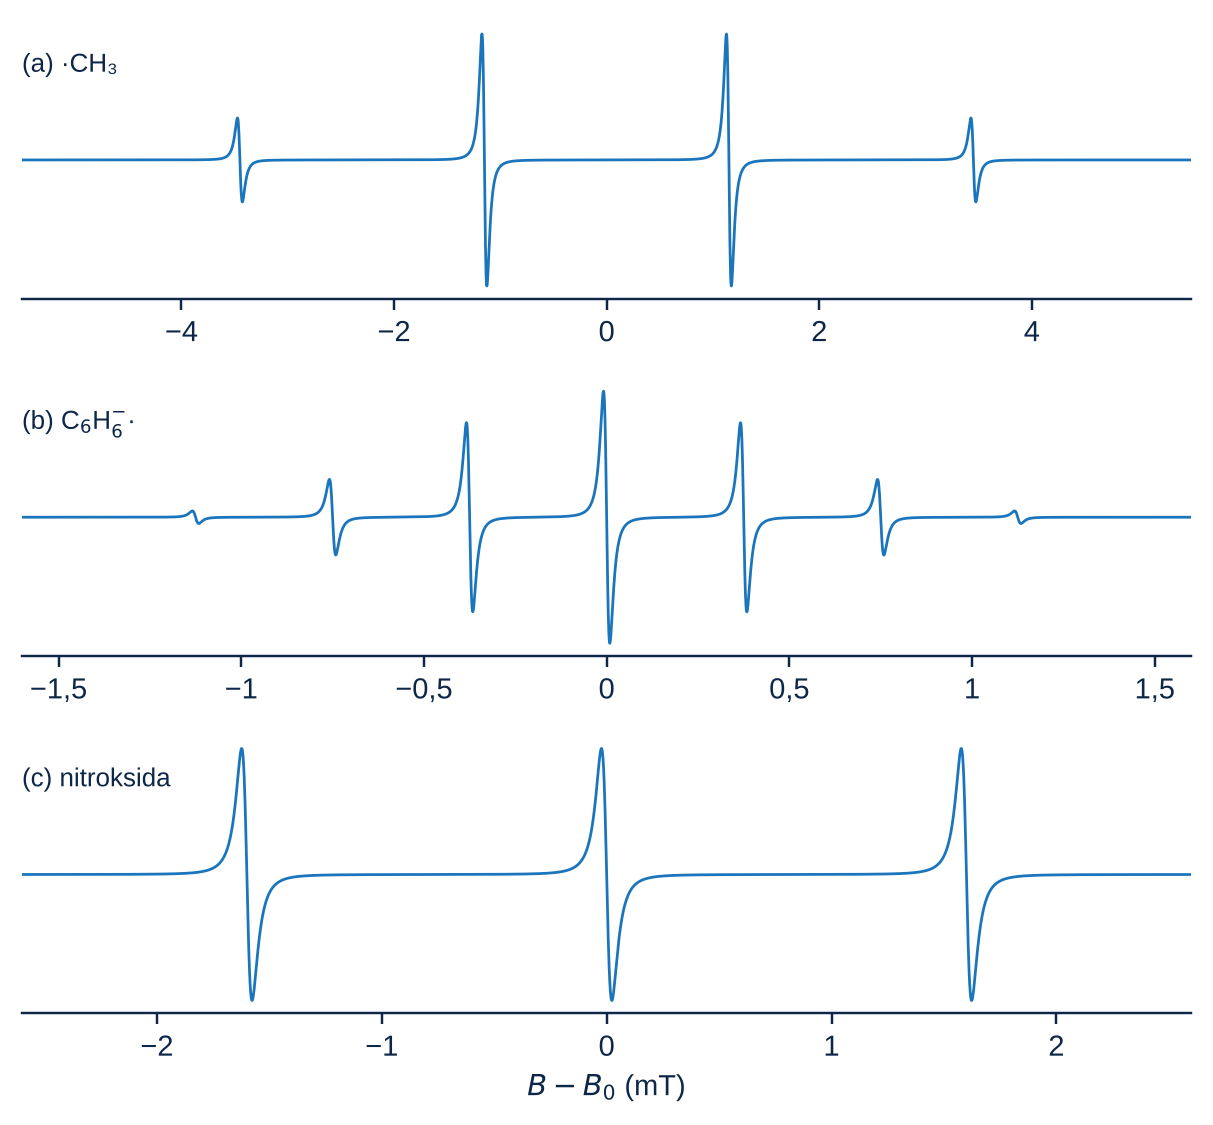 (a) ·CH₃
−4 −2 0 2 4
(b) C₆H₆⁻·
−1,5 −1 −0,5 0 0,5 1 1,5
(c) nitroksida
−2 −1 0 1 2
B − B₀ (mT)